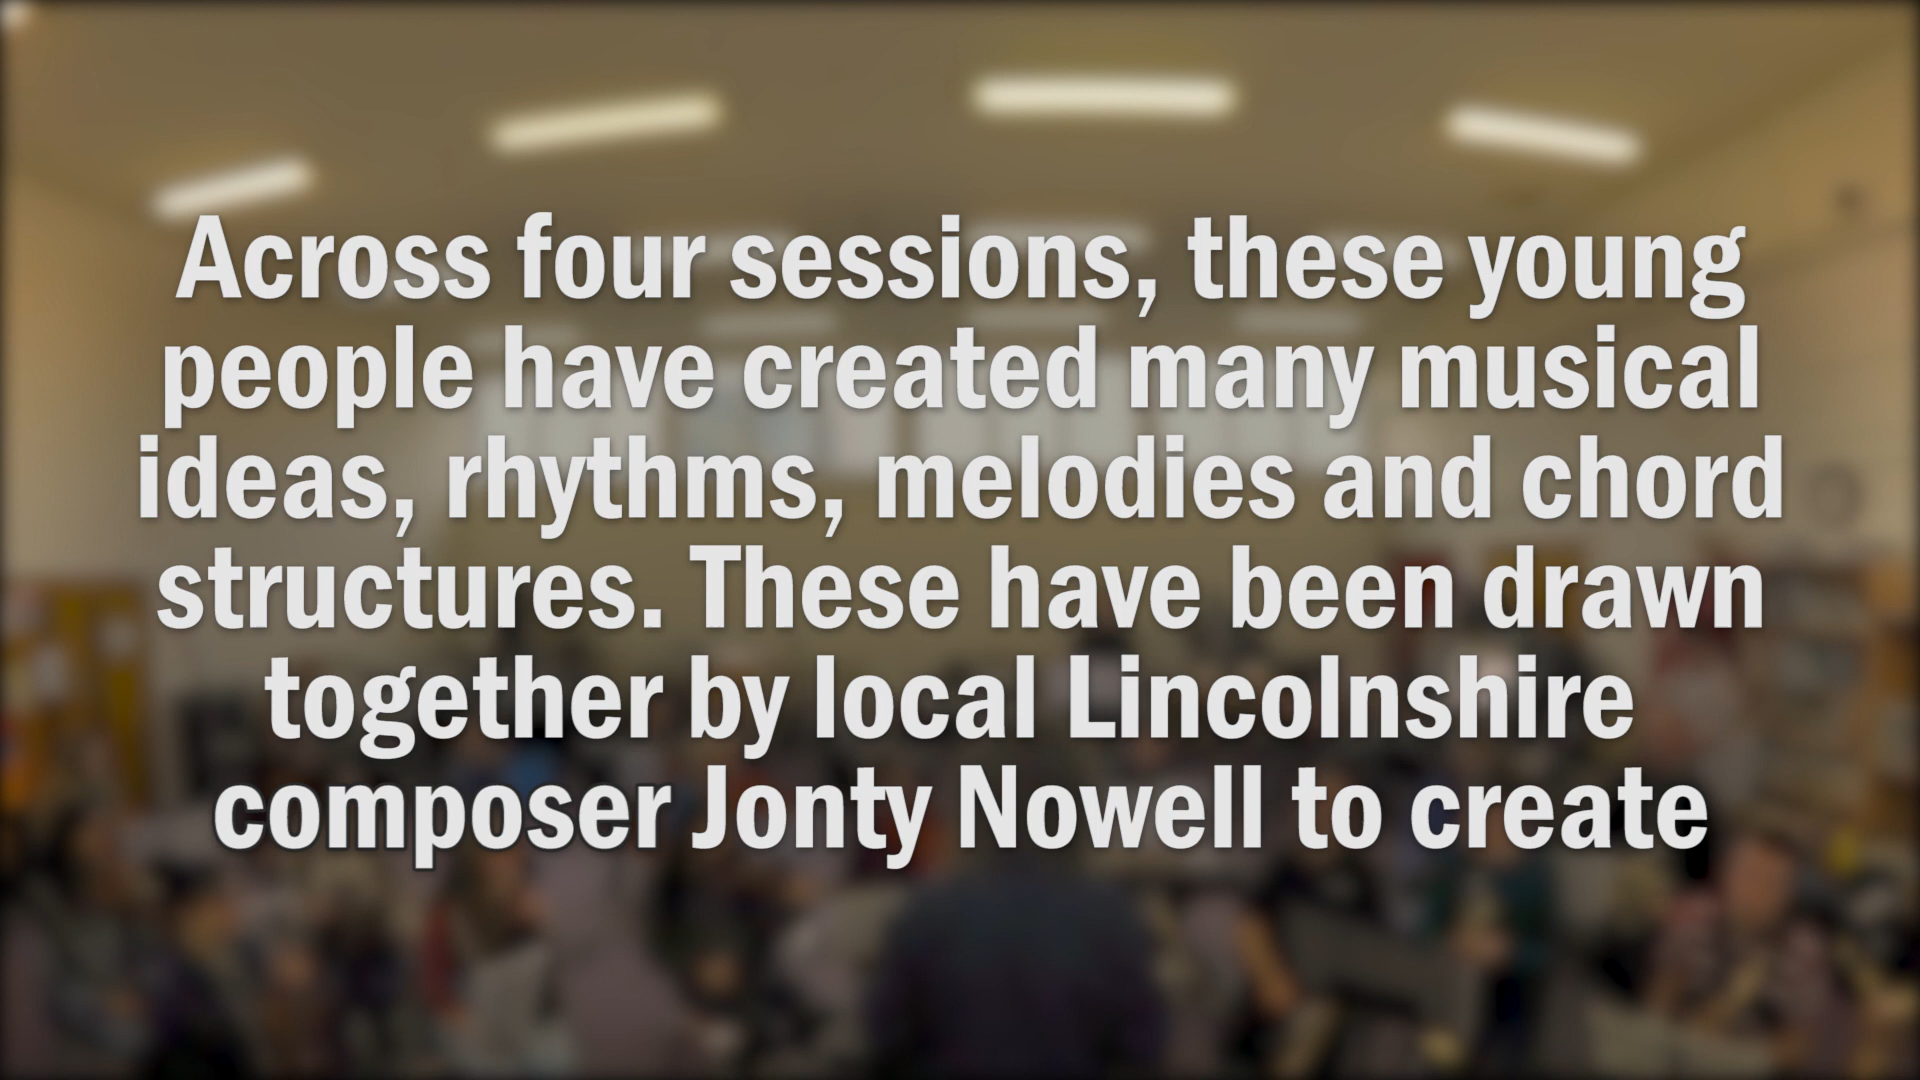 Across four sessions, these young
people have created many musical
ideas, rhythms, melodies and chord
structures. These have been drawn
together by local Lincolnshire
composer Jonty Nowell to create